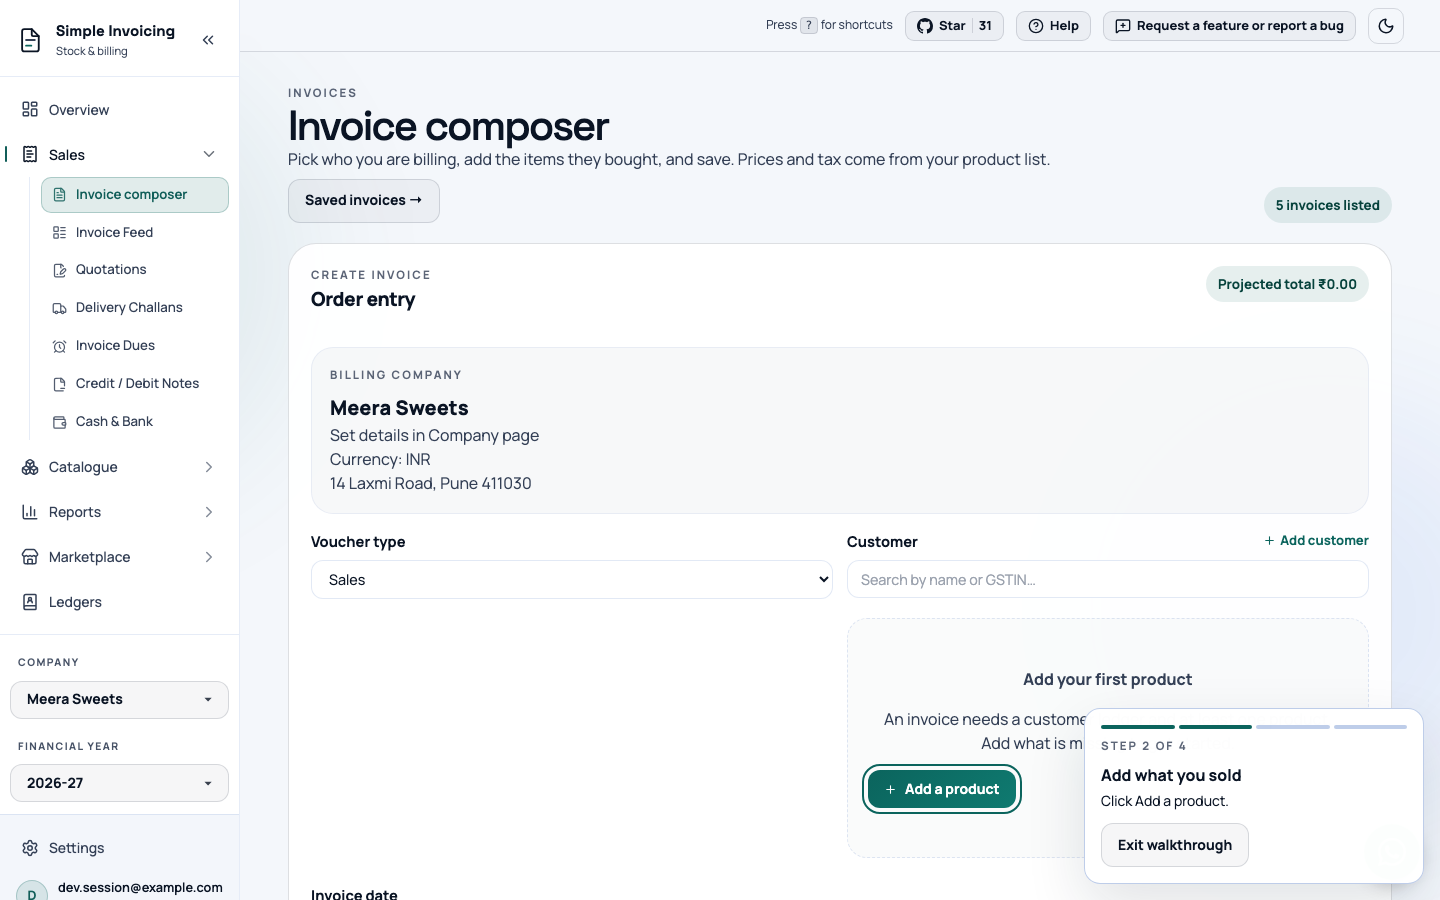 Simple Invoicing
Stock & billing
Overview
Sales
Invoice composer
Invoice Feed
Quotations
Delivery Challans
Invoice Dues
Credit / Debit Notes
Cash & Bank
Catalogue
Reports
Marketplace
Ledgers
COMPANY
Meera Sweets
FINANCIAL YEAR
2026-27
Settings
D
dev.session@example.com
Press ? for shortcuts
Star 31
Help
Request a feature or report a bug
INVOICES
Invoice composer
Pick who you are billing, add the items they bought, and save. Prices and tax come from your product list.
Saved invoices →
5 invoices listed
CREATE INVOICE
Order entry
Projected total ₹0.00
BILLING COMPANY
Meera Sweets
Set details in Company page
Currency: INR
14 Laxmi Road, Pune 411030
Voucher type
Sales
Customer
+ Add customer
Search by name or GSTIN...
Add your first product
An invoice needs a custome
Add what is m
+ Add a product
Invoice date
STEP 2 OF 4
Add what you sold
Click Add a product.
Exit walkthrough